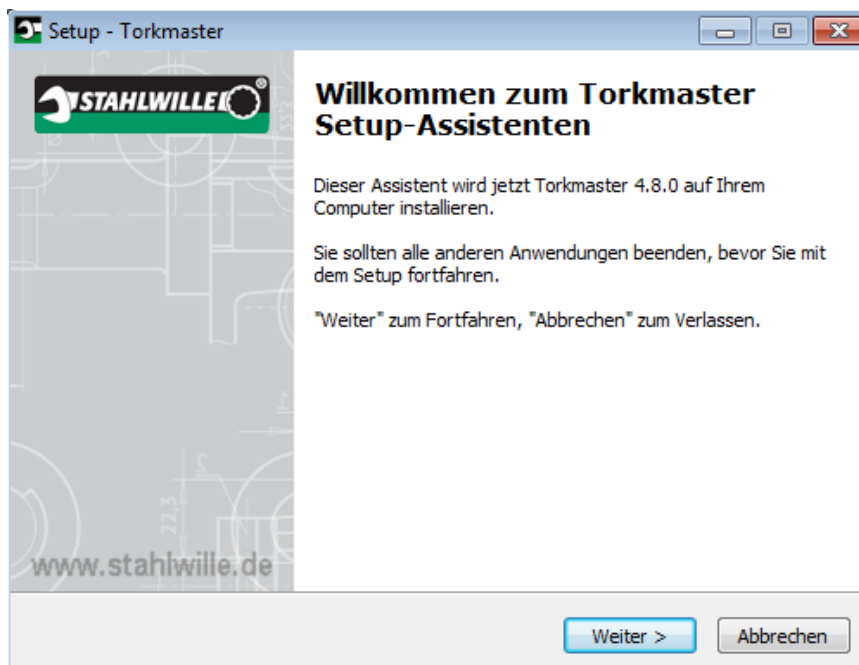 Setup - Torkmaster
STAHLWILLE®
Willkommen zum Torkmaster
Setup-Assistenten
Dieser Assistent wird jetzt Torkmaster 4.8.0 auf Ihrem
Computer installieren.
Sie sollten alle anderen Anwendungen beenden, bevor Sie mit
dem Setup fortfahren.
"Weiter" zum Fortfahren, "Abbrechen" zum Verlassen.
22,3
www.stahlwille.de
Weiter >
Abbrechen